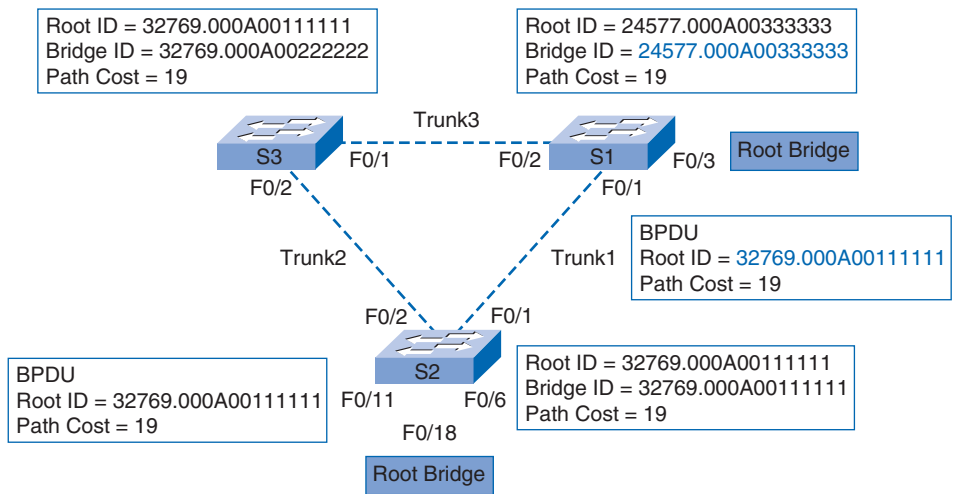 Root ID = 32769.000A00111111
Bridge ID = 32769.000A00222222
Path Cost = 19
Root ID = 24577.000A00333333
Bridge ID = 24577.000A00333333
Path Cost = 19
Trunk3
S3
F0/1
F0/2
S1
F0/3
Root Bridge
F0/2
F0/1
BPDU
Root ID = 32769.000A00111111
Path Cost = 19
Trunk2
Trunk1
F0/2
F0/1
S2
BPDU
Root ID = 32769.000A00111111
Path Cost = 19
F0/11
F0/6
F0/18
Root ID = 32769.000A00111111
Bridge ID = 32769.000A00111111
Path Cost = 19
Root Bridge